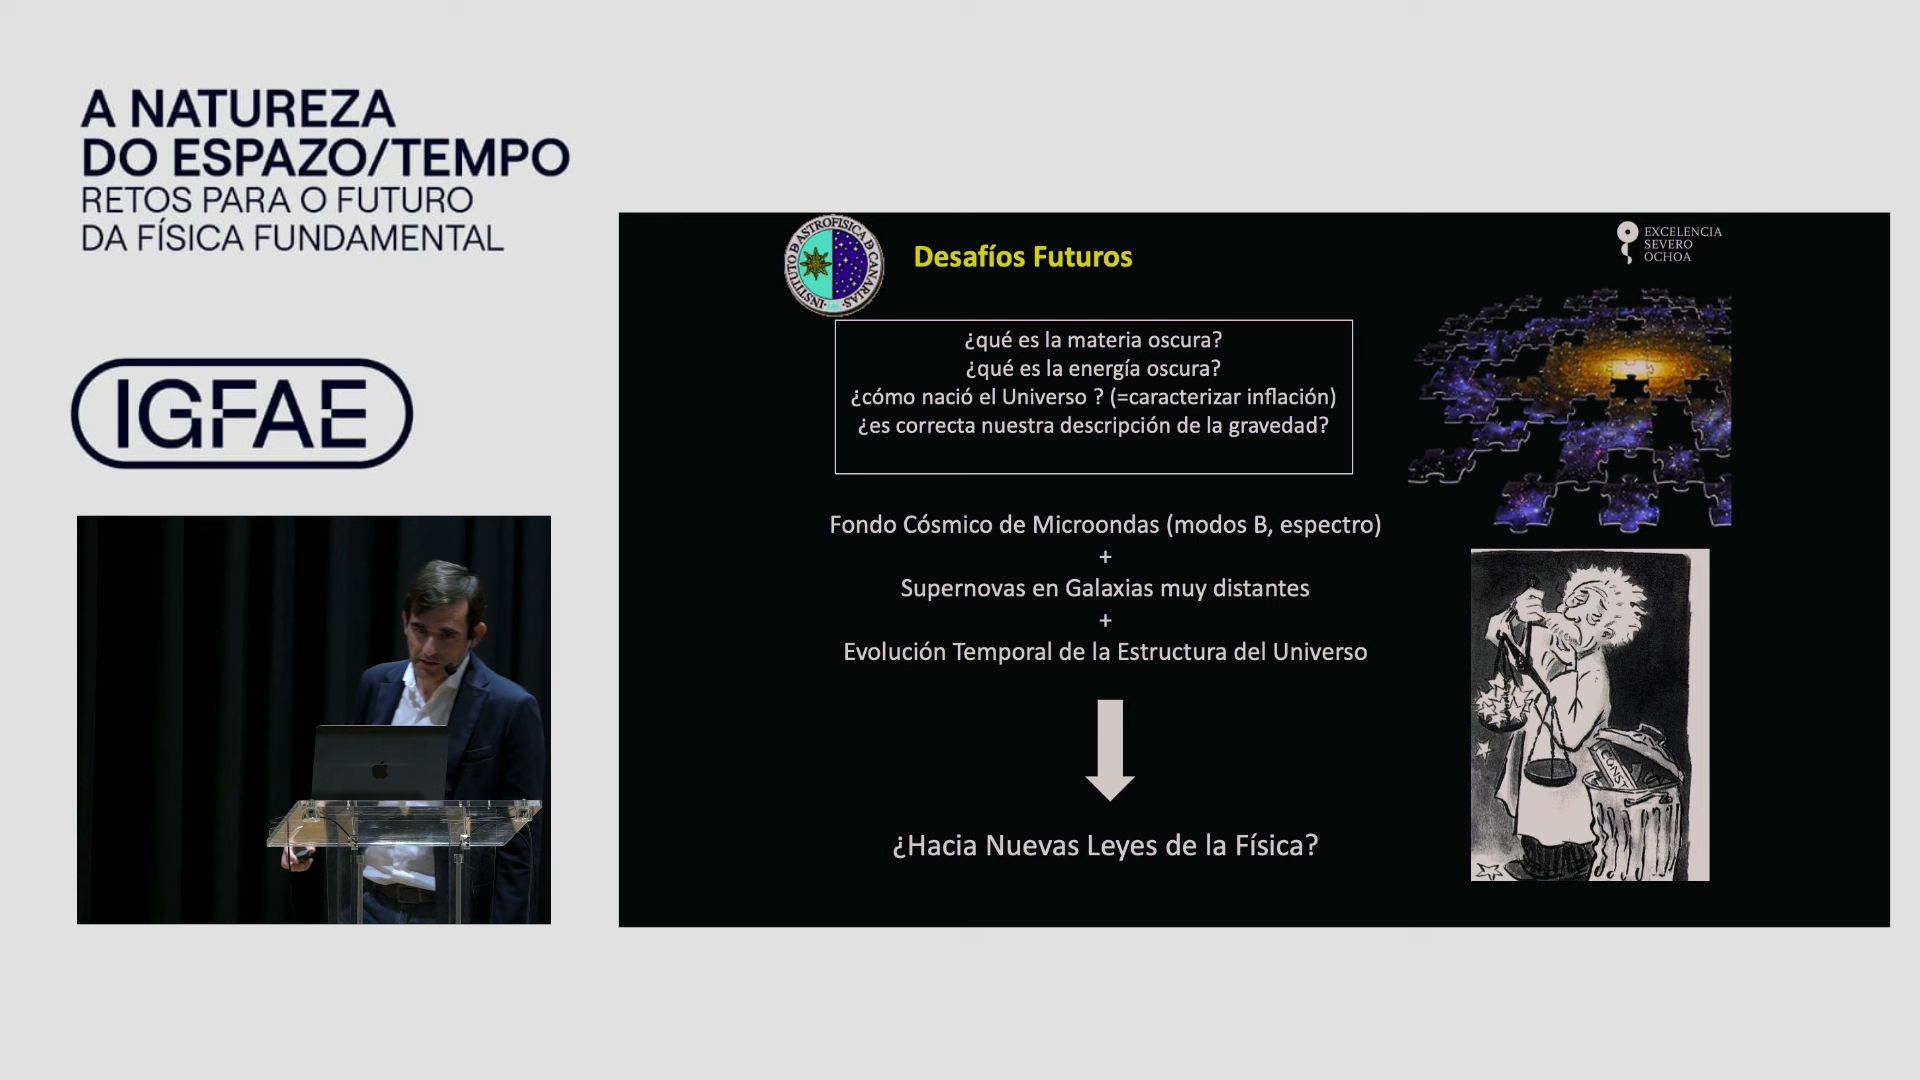 A NATUREZA
DO ESPAZO/TEMPO
RETOS PARA O FUTURO
DA FÍSICA FUNDAMENTAL
IGFAE
INSTITUTO D ASTROFISICA D CANARIAS
Desafíos Futuros
EXCELENCIA
SEVERO
OCHOA
¿qué es la materia oscura?
¿qué es la energía oscura?
¿cómo nació el Universo ? (=caracterizar inflación)
¿es correcta nuestra descripción de la gravedad?
Fondo Cósmico de Microondas (modos B, espectro)
+
Supernovas en Galaxias muy distantes
+
Evolución Temporal de la Estructura del Universo
¿Hacia Nuevas Leyes de la Física?